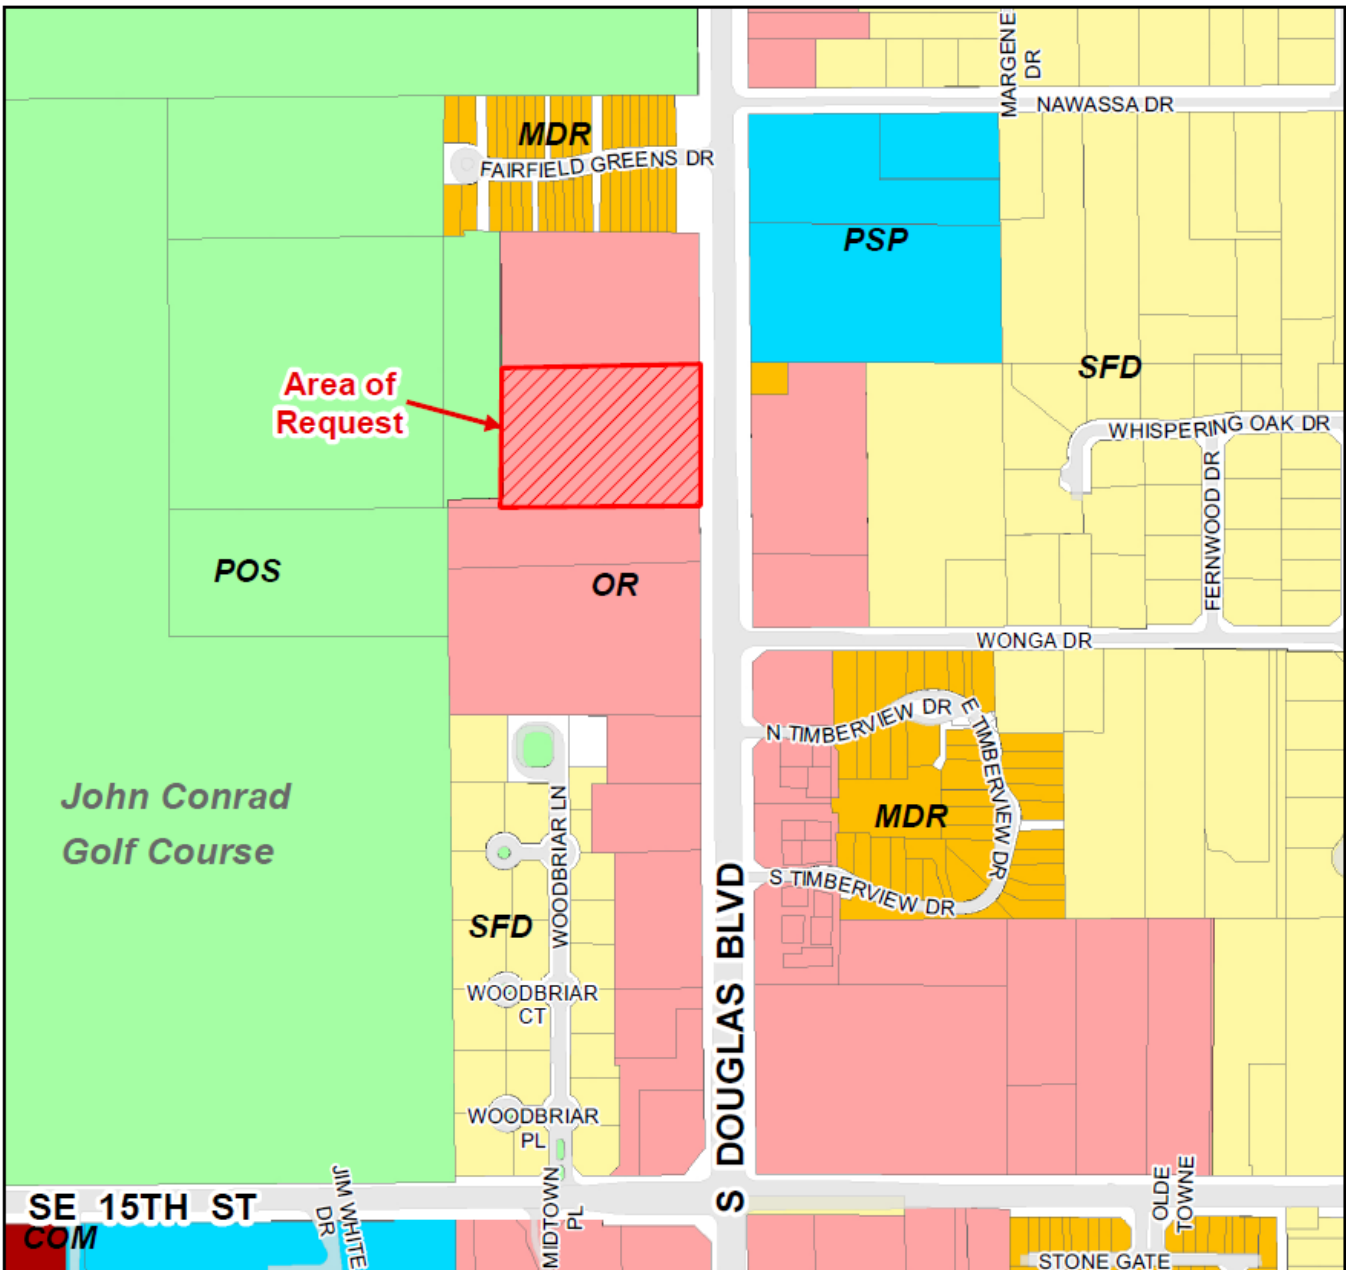 MARGENE
DR
NAWASSA DR
MDR
FAIRFIELD GREENS DR
PSP
SFD
Area of
Request
WHISPERING OAK DR
FERNWOOD DR
POS
OR
WONGA DR
N TIMBERVIEW DR
E TIMBERVIEW DR
John Conrad
Golf Course
MDR
WOODBRIAR LN
S TIMBERVIEW DR
SFD
S DOUGLAS BLVD
WOODBRIAR
CT
WOODBRIAR
PL
SE 15TH ST
JIM WHITE
DR
MIDTOWN
PL
OLDE
TOWNE
COM
STONE GATE